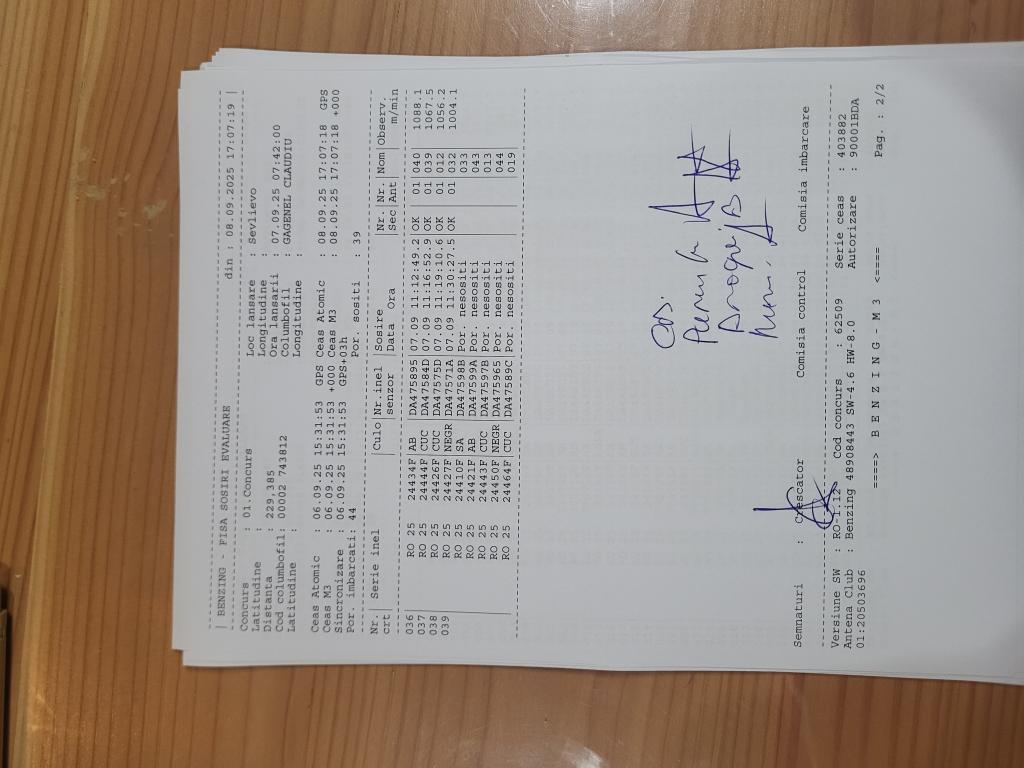 | BENZING - FISA SOSIRI EVALUARE din : 08.09.2025 17:07:19 |
Concurs : 01.Concurs Loc lansare : Sevlievo
Latitudine : Longitudine :
Distanta : 229,385 Ora lansarii : 07.09.25 07:42:00
Cod columbofil: 00002 743812 Columbofil : GAGENEL CLAUDIU
Latitudine : Longitudine :
Ceas Atomic : 06.09.25 15:31:53 GPS Ceas Atomic : 08.09.25 17:07:18 GPS
Ceas M3 : 06.09.25 15:31:53 +000 Ceas M3 : 08.09.25 17:07:18 +000
Sincronizare : 06.09.25 15:31:53 GPS+03h
Por. imbarcati: 44 Por. sositi : 39
Nr.| Serie inel |Culo|Nr.inel |Sosire |Nr. |Nr. |Nom|Observ.
crt| | |senzor |Data Ora |sec|Ant| | m/min
036 RO 25 24434F AB DA475895 07.09 11:12:49.2 OK 01 040 1088.1
037 RO 25 24444F CUC DA47584D 07.09 11:16:52.9 OK 01 039 1067.5
038 RO 25 24426F CUC DA47575D 07.09 11:19:10.6 OK 01 012 1056.2
039 RO 25 24427F NEGR DA47571A 07.09 11:30:27.5 OK 01 032 1004.1
RO 25 24410F SA DA47598B Por. nesositi 033
RO 25 24421F AB DA47599A Por. nesositi 043
RO 25 24443F CUC DA47597B Por. nesositi 013
RO 25 24450F NEGR DA475965 Por. nesositi 044
RO 25 24464F CUC DA47589C Por. nesositi 019
Semnaturi : Crescator Comisia control Comisia imbarcare
Versiune SW : RO-1.12 Cod concurs : 62509 Serie ceas : 403882
Antena Club : Benzing 48908443 SW-4.6 HW-8.0 Autorizare : 90001BDA
01:20503696
====> B E N Z I N G - M 3 <==== Pag. : 2/2